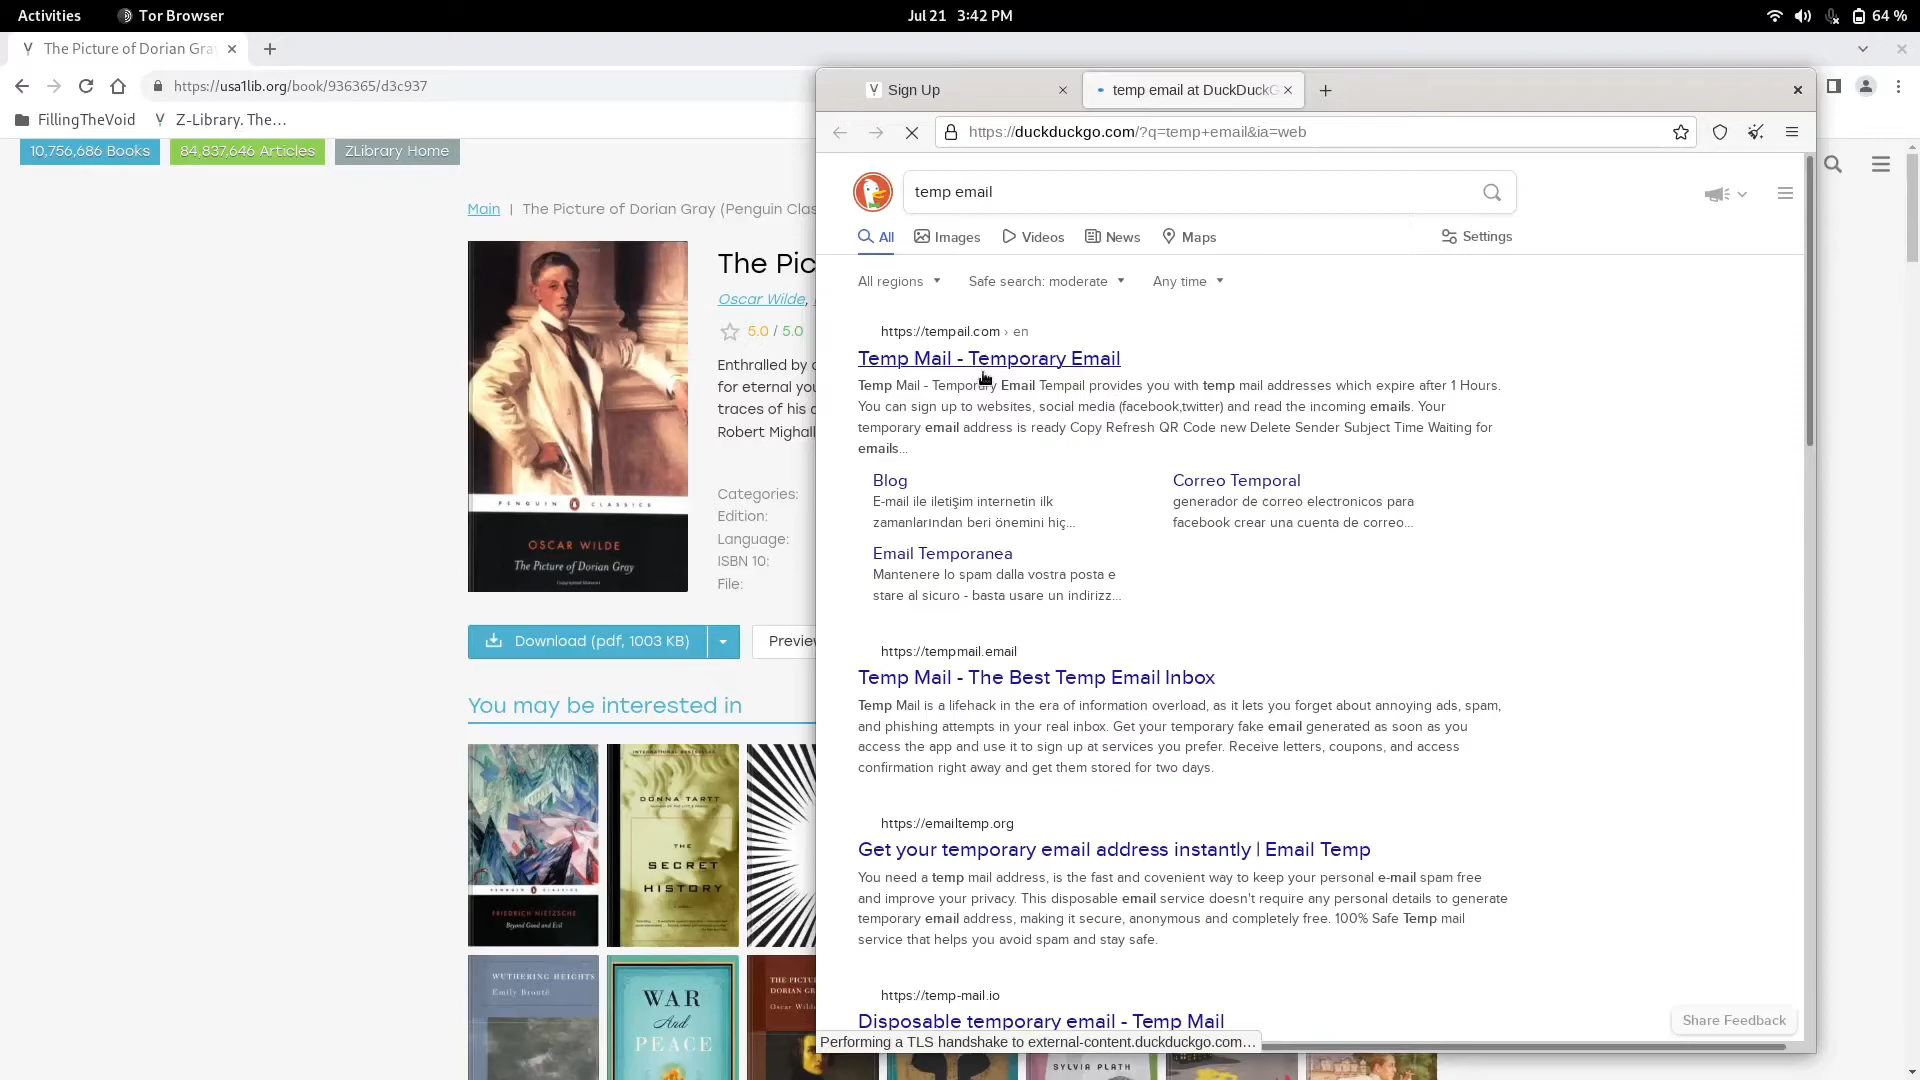 Activities
Tor Browser
Jul 21 3:42 PM
64 %
The Picture of Dorian Gra
https://usa1lib.org/book/936365/d3c937
FillingTheVoid
Z-Library. The...
10,756,686 Books
84,837,646 Articles
ZLibrary Home
Main | The Picture of Dorian Gray (Penguin Clas
The Pic
Oscar Wilde,
5.0 / 5.0
Enthralled by
for eternal you
traces of his
Robert Mighall
Categories:
Edition:
Language:
ISBN 10:
File:
PENGUIN CLASSICS
OSCAR WILDE
The Picture of Dorian Gray
Download (pdf, 1003 KB)
Preview
You may be interested in
FRIEDRICH NIETZSCHE
Beyond Good and Evil
DONNA TARTT
THE
SECRET
HISTORY
WUTHERING HEIGHTS
Emily Brontë
WAR
And
PEACE
THE PICTUR
DORIAN GR
Oscar Wilde
SYLVIA PLATH
Sign Up
temp email at DuckDuckG
https://duckduckgo.com/?q=temp+email&ia=web
temp email
All
Images
Videos
News
Maps
Settings
All regions
Safe search: moderate
Any time
https://tempail.com › en
Temp Mail - Temporary Email
Temp Mail - Temporary Email Tempail provides you with temp mail addresses which expire after 1 Hours.
You can sign up to websites, social media (facebook,twitter) and read the incoming emails. Your
temporary email address is ready Copy Refresh QR Code new Delete Sender Subject Time Waiting for
emails...
Blog
E-mail ile iletişim internetin ilk
zamanlarından beri önemini hiç...
Correo Temporal
generador de correo electronicos para
facebook crear una cuenta de correo...
Email Temporanea
Mantenere lo spam dalla vostra posta e
stare al sicuro - basta usare un indirizz...
https://tempmail.email
Temp Mail - The Best Temp Email Inbox
Temp Mail is a lifehack in the era of information overload, as it lets you forget about annoying ads, spam,
and phishing attempts in your real inbox. Get your temporary fake email generated as soon as you
access the app and use it to sign up at services you prefer. Receive letters, coupons, and access
confirmation right away and get them stored for two days.
https://emailtemp.org
Get your temporary email address instantly | Email Temp
You need a temp mail address, is the fast and covenient way to keep your personal e-mail spam free
and improve your privacy. This disposable email service doesn't require any personal details to generate
temporary email address, making it secure, anonymous and completely free. 100% Safe Temp mail
service that helps you avoid spam and stay safe.
https://temp-mail.io
Disposable temporary email - Temp Mail
Share Feedback
Performing a TLS handshake to external-content.duckduckgo.com...